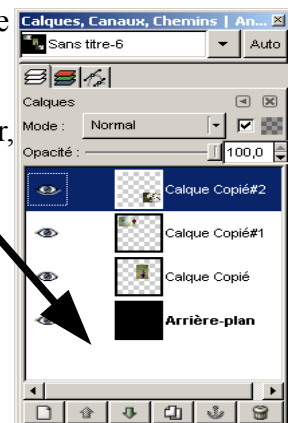 e
Calques, Canaux, Chemins | An...
Sans titre-6 Auto
Calques
r,
Mode : Normal
Opacité : 100,0
Calque Copié#2
Calque Copié#1
Calque Copié
Arrière-plan